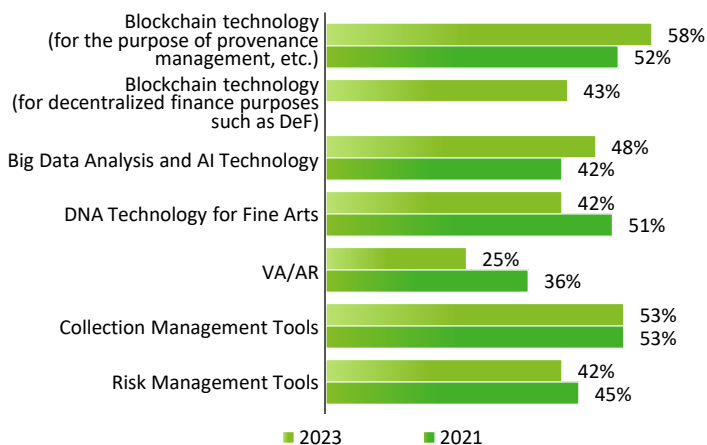 Blockchain technology
(for the purpose of provenance
management, etc.)
58%
52%
Blockchain technology
(for decentralized finance purposes
such as DeF)
43%
Big Data Analysis and AI Technology
48%
42%
DNA Technology for Fine Arts
42%
51%
VA/AR
25%
36%
Collection Management Tools
53%
53%
Risk Management Tools
42%
45%
2023
2021